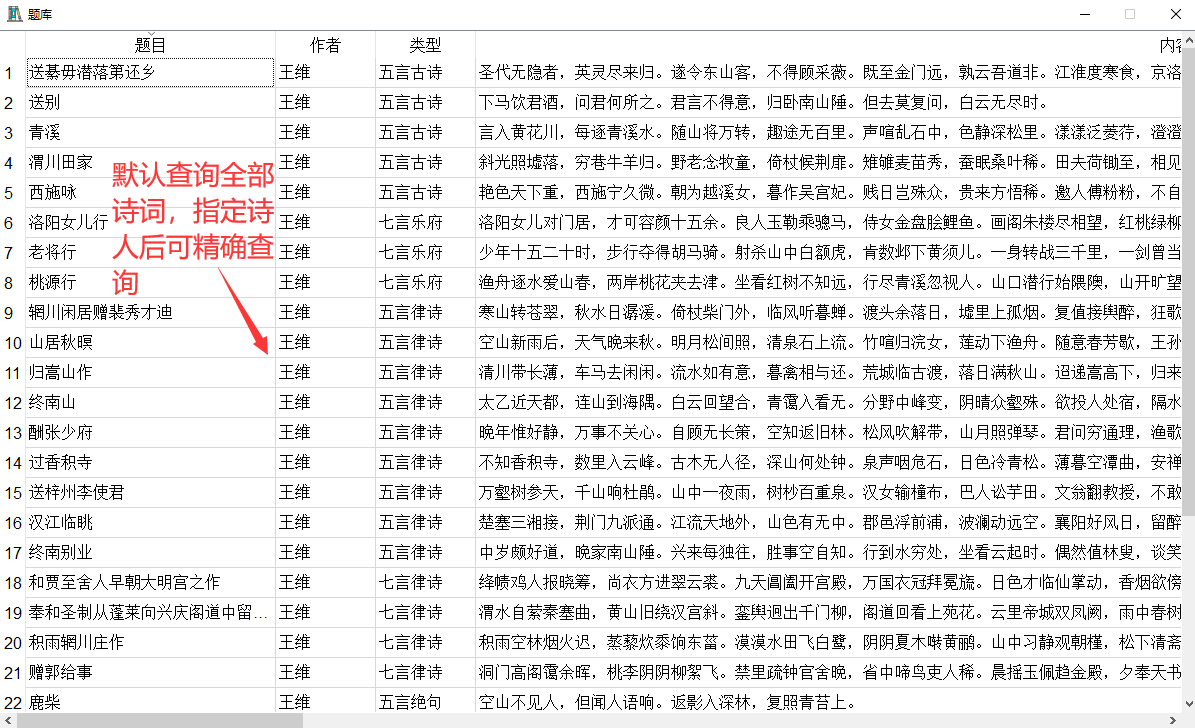 题库
题目 作者 类型 内容
1 送綦毋潜落第还乡 王维 五言古诗 圣代无隐者，英灵尽来归。遂令东山客，不得顾采薇。既至金门远，孰云吾道非。江淮度寒食，京洛
2 送别 王维 五言古诗 下马饮君酒，问君何所之。君言不得意，归卧南山陲。但去莫复问，白云无尽时。
3 青溪 王维 五言古诗 言入黄花川，每逐青溪水。随山将万转，趣途无百里。声喧乱石中，色静深松里。漾漾泛菱荇，澄澄
4 渭川田家 王维 五言古诗 斜光照墟落，穷巷牛羊归。野老念牧童，倚杖候荆扉。雉雊麦苗秀，蚕眠桑叶稀。田夫荷锄至，相见
5 西施咏 王维 五言古诗 艳色天下重，西施宁久微。朝为越溪女，暮作吴宫妃。贱日岂殊众，贵来方悟稀。邀人傅粉粉，不自
6 洛阳女儿行 王维 七言乐府 洛阳女儿对门居，才可容颜十五余。良人玉勒乘骢马，侍女金盘脍鲤鱼。画阁朱楼尽相望，红桃绿柳
7 老将行 王维 七言乐府 少年十五二十时，步行夺得胡马骑。射杀山中白额虎，肯数邺下黄须儿。一身转战三千里，一剑曾当
8 桃源行 王维 七言乐府 渔舟逐水爱山春，两岸桃花夹去津。坐看红树不知远，行尽青溪忽视人。山口潜行始隈隩，山开旷望
9 辋川闲居赠裴秀才迪 王维 五言律诗 寒山转苍翠，秋水日潺湲。倚杖柴门外，临风听暮蝉。渡头余落日，墟里上孤烟。复值接舆醉，狂歌
10 山居秋暝 王维 五言律诗 空山新雨后，天气晚来秋。明月松间照，清泉石上流。竹喧归浣女，莲动下渔舟。随意春芳歇，王孙
11 归嵩山作 王维 五言律诗 清川带长薄，车马去闲闲。流水如有意，暮禽相与还。荒城临古渡，落日满秋山。迢递嵩高下，归来
12 终南山 王维 五言律诗 太乙近天都，连山到海隅。白云回望合，青霭入看无。分野中峰变，阴晴众壑殊。欲投人处宿，隔水
13 酬张少府 王维 五言律诗 晚年惟好静，万事不关心。自顾无长策，空知返旧林。松风吹解带，山月照弹琴。君问穷通理，渔歌
14 过香积寺 王维 五言律诗 不知香积寺，数里入云峰。古木无人径，深山何处钟。泉声咽危石，日色冷青松。薄暮空潭曲，安禅
15 送梓州李使君 王维 五言律诗 万壑树参天，千山响杜鹃。山中一夜雨，树杪百重泉。汉女输橦布，巴人讼芋田。文翁翻教授，不敢
16 汉江临眺 王维 五言律诗 楚塞三湘接，荆门九派通。江流天地外，山色有无中。郡邑浮前浦，波澜动远空。襄阳好风日，留醉
17 终南别业 王维 五言律诗 中岁颇好道，晚家南山陲。兴来每独往，胜事空自知。行到水穷处，坐看云起时。偶然值林叟，谈笑
18 和贾至舍人早朝大明宫之作 王维 七言律诗 绛帻鸡人报晓筹，尚衣方进翠云裘。九天阊阖开宫殿，万国衣冠拜冕旒。日色才临仙掌动，香烟欲傍
19 奉和圣制从蓬莱向兴庆阁道中留… 王维 七言律诗 渭水自萦秦塞曲，黄山旧绕汉宫斜。銮舆迥出千门柳，阁道回看上苑花。云里帝城双凤阙，雨中春树
20 积雨辋川庄作 王维 七言律诗 积雨空林烟火迟，蒸藜炊黍饷东菑。漠漠水田飞白鹭，阴阴夏木啭黄鹂。山中习静观朝槿，松下清斋
21 赠郭给事 王维 七言律诗 洞门高阁霭余晖，桃李阴阴柳絮飞。禁里疏钟官舍晚，省中啼鸟吏人稀。晨摇玉佩趋金殿，夕奉天书
22 鹿柴 王维 五言绝句 空山不见人，但闻人语响。返影入深林，复照青苔上。
默认查询全部
诗词，指定诗
人后可精确查
询